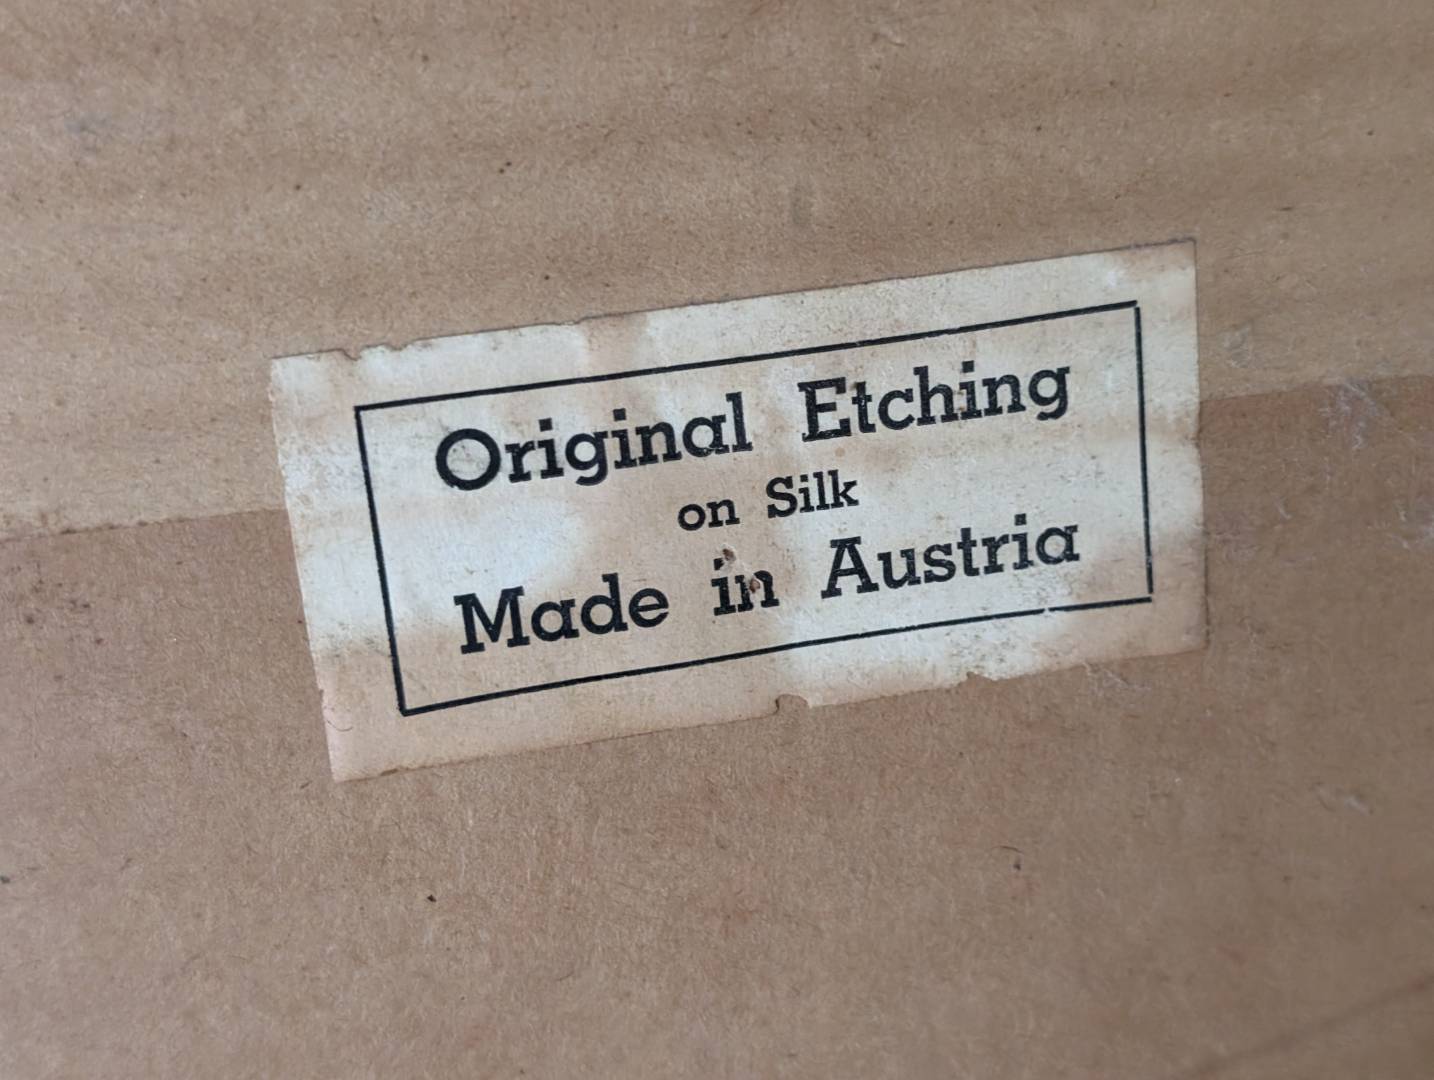 Original Etching
on Silk
Made in Austria